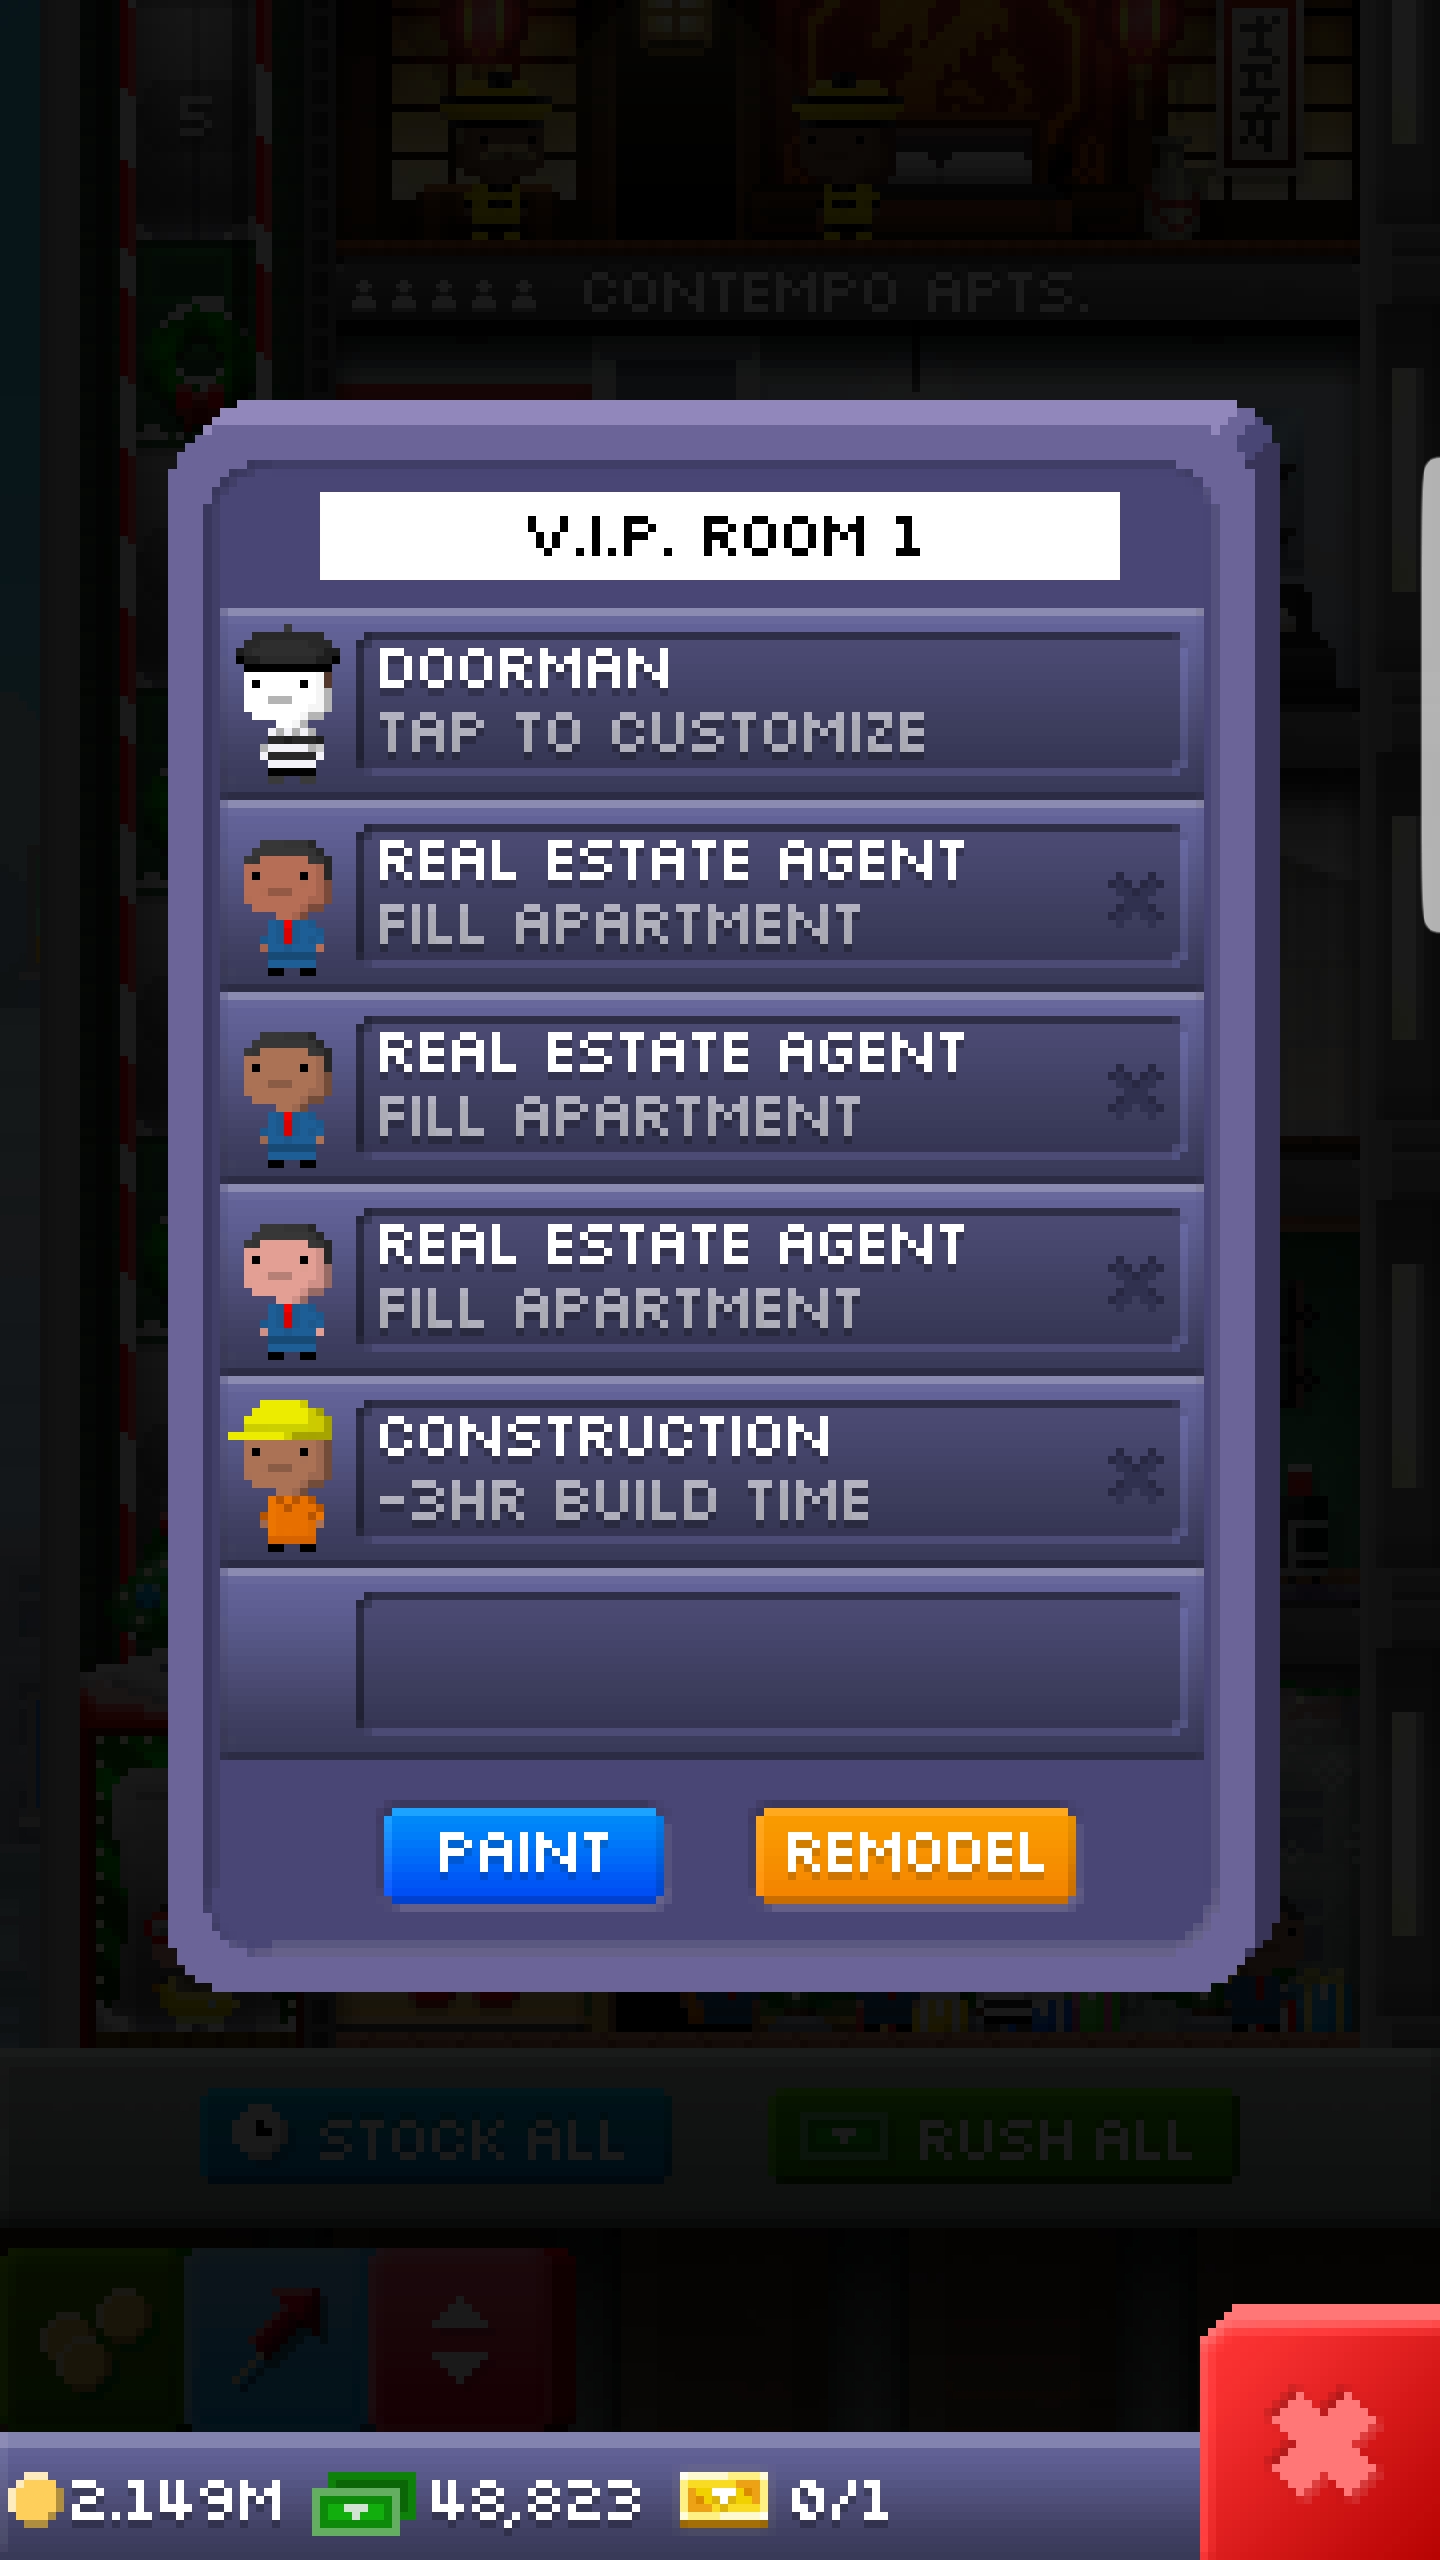 5
CONTEMPO APTS.
V.I.P. ROOM 1
DOORMAN
TAP TO CUSTOMIZE
REAL ESTATE AGENT
FILL APARTMENT
REAL ESTATE AGENT
FILL APARTMENT
REAL ESTATE AGENT
FILL APARTMENT
CONSTRUCTION
-3HR BUILD TIME
PAINT REMODEL
STOCK ALL RUSH ALL
2.149M 48,823 0/1